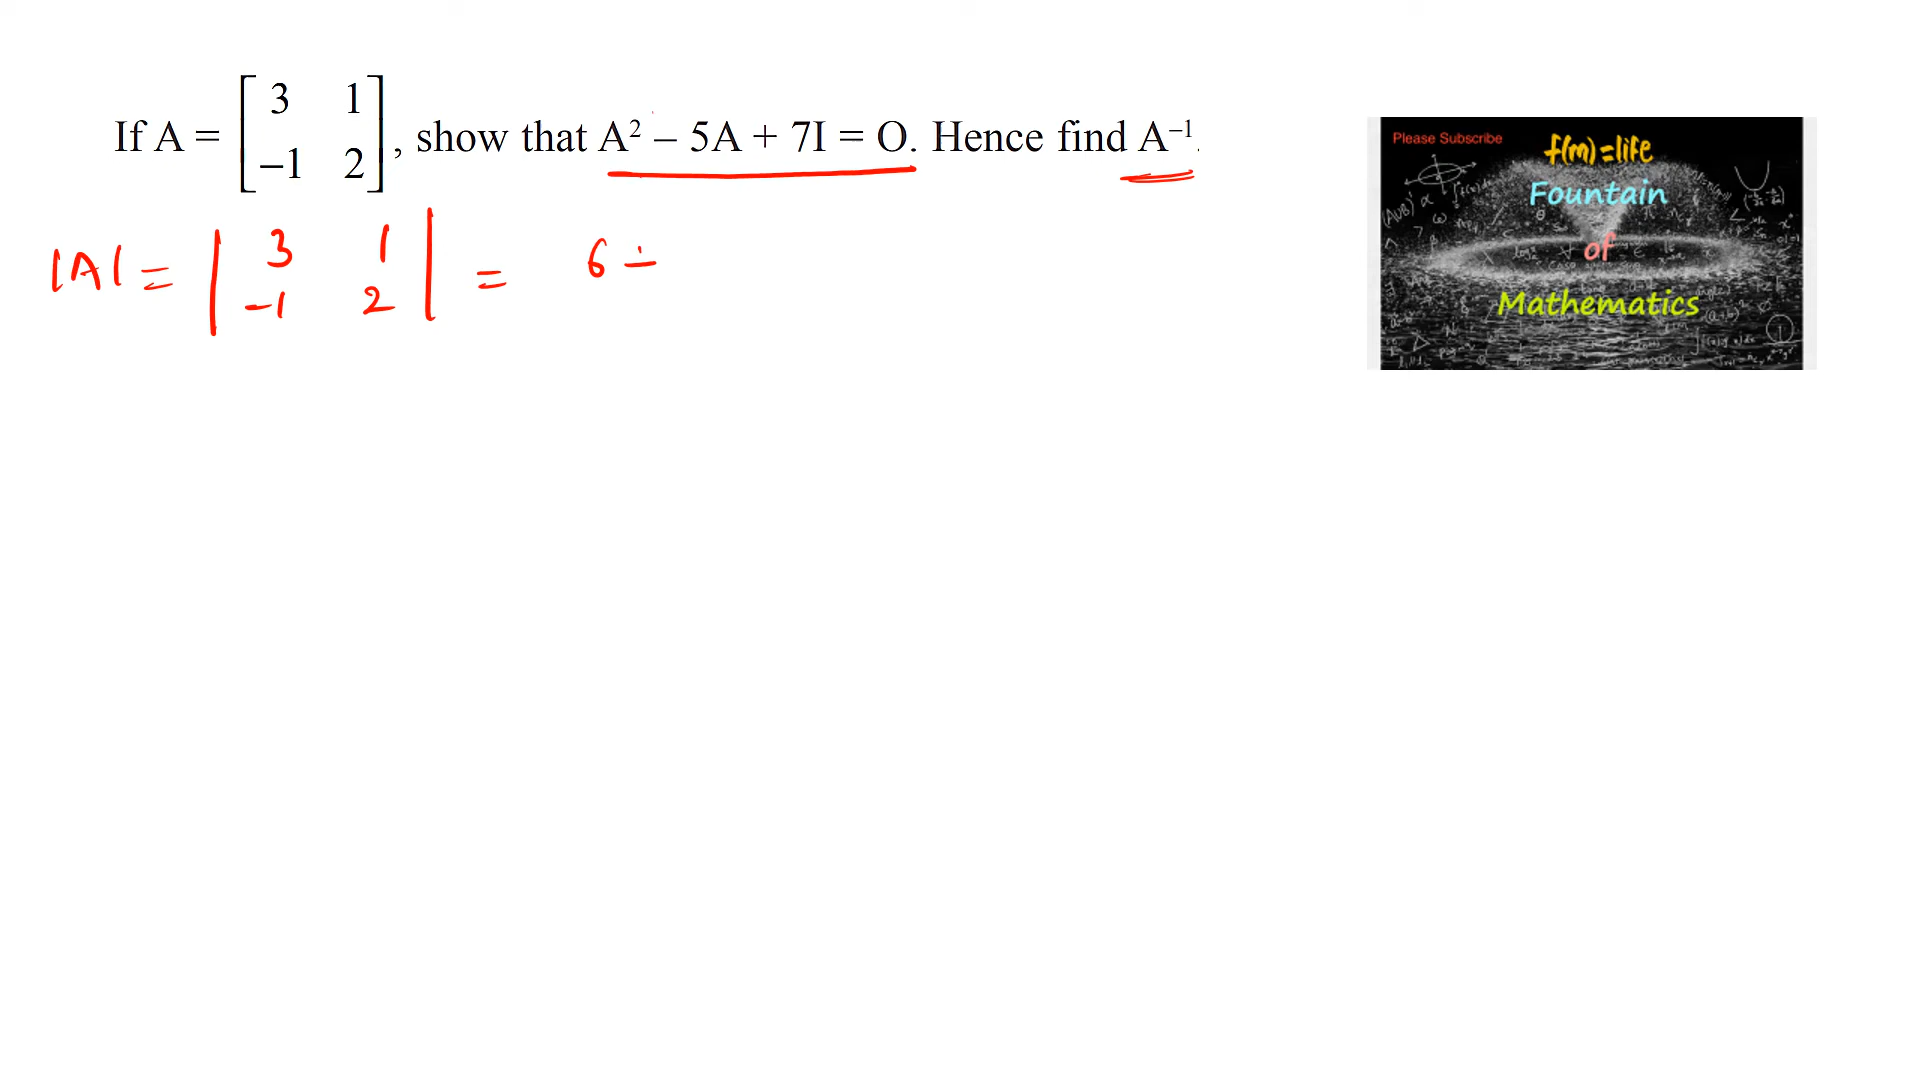 If A = [3 1; −1 2], show that A² – 5A + 7I = O. Hence find A⁻¹.
|A| = |3 1; -1 2| = 6 ÷
Please Subscribe
f(m)=life
Fountain
of
Mathematics